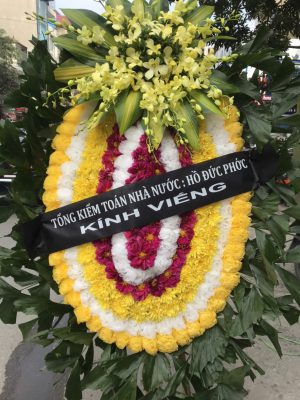 TỔNG KIỂM TOÁN NHÀ NƯỚC : HỒ ĐỨC PHỚC
KÍNH VIẾNG